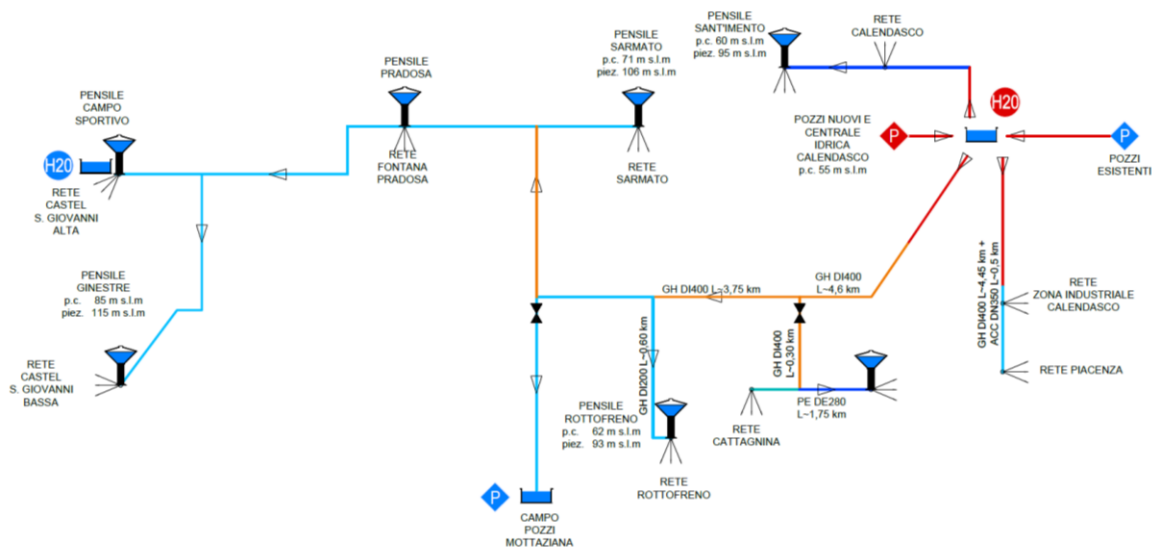 PENSILE
SANT'IMENTO
p.c. 60 m s.l.m
piez. 95 m s.l.m
RETE
CALENDASCO
PENSILE
SARMATO
p.c. 71 m s.l.m
piez. 106 m s.l.m
PENSILE
PRADOSA
PENSILE
CAMPO
SPORTIVO
H20
H20
P
POZZI NUOVI E
CENTRALE
IDRICA
CALENDASCO
p.c. 55 m s.l.m
P
POZZI
ESISTENTI
RETE
FONTANA
PRADOSA
RETE
SARMATO
RETE
CASTEL
S. GIOVANNI
ALTA
PENSILE
GINESTRE
p.c. 85 m s.l.m
piez. 115 m s.l.m
GH DI400 L~3,75 km
GH DI400
L~4,6 km
GH DI400 L~4,45 km +
ACC DN350 L~0,5 km
RETE
ZONA INDUSTRIALE
CALENDASCO
RETE PIACENZA
GH DI200 L~0,60 km
GH DI400
L~0,30 km
PE DE280
L~1,75 km
RETE
CASTEL
S. GIOVANNI
BASSA
PENSILE
ROTTOFRENO
p.c. 62 m s.l.m
piez. 93 m s.l.m
RETE
CATTAGNINA
RETE
ROTTOFRENO
P
CAMPO
POZZI
MOTTAZIANA